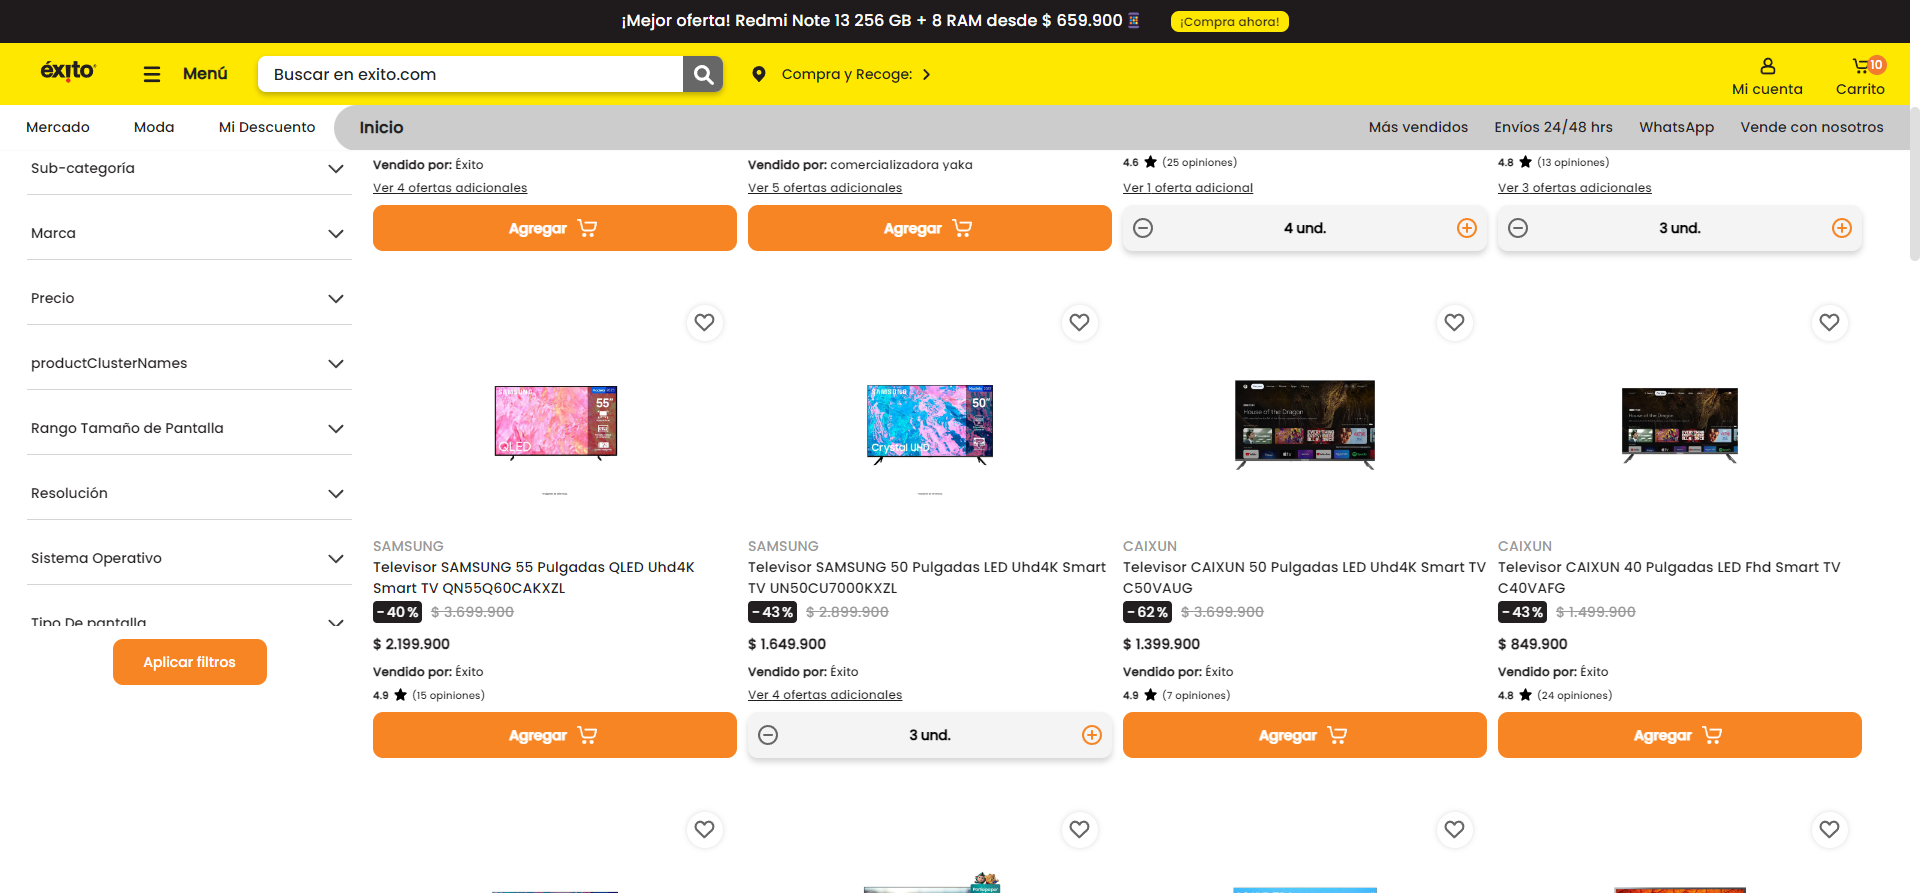 ¡Mejor oferta! Redmi Note 13 256 GB + 8 RAM desde $ 659.900
¡Compra ahora!
éxito
Menú
Buscar en exito.com
Compra y Recoge:
Mi cuenta
10
Carrito
Mercado
Moda
Mi Descuento
Inicio
Más vendidos
Envíos 24/48 hrs
WhatsApp
Vende con nosotros
Sub-categoría
Marca
Precio
productClusterNames
Rango Tamaño de Pantalla
Resolución
Sistema Operativo
Tipo De pantalla
Aplicar filtros
Vendido por: Éxito
Ver 4 ofertas adicionales
Agregar
Vendido por: comercializadora yaka
Ver 5 ofertas adicionales
Agregar
4.6 (25 opiniones)
Ver 1 oferta adicional
4 und.
4.8 (13 opiniones)
Ver 3 ofertas adicionales
3 und.
SAMSUNG
55"
QLED
SAMSUNG
Televisor SAMSUNG 55 Pulgadas QLED Uhd4K
Smart TV QN55Q60CAKXZL
-40% $ 3.699.900
$ 2.199.900
Vendido por: Éxito
4.9 (15 opiniones)
Agregar
SAMSUNG
50"
Crystal UHD
SAMSUNG
Televisor SAMSUNG 50 Pulgadas LED Uhd4K Smart
TV UN50CU7000KXZL
-43% $ 2.899.900
$ 1.649.900
Vendido por: Éxito
Ver 4 ofertas adicionales
3 und.
House of the Dragon
CAIXUN
Televisor CAIXUN 50 Pulgadas LED Uhd4K Smart TV
C50VAUG
-62% $ 3.699.900
$ 1.399.900
Vendido por: Éxito
4.9 (7 opiniones)
Agregar
House of the Dragon
CAIXUN
Televisor CAIXUN 40 Pulgadas LED Fhd Smart TV
C40VAFG
-43% $ 1.499.900
$ 849.900
Vendido por: Éxito
4.8 (24 opiniones)
Agregar